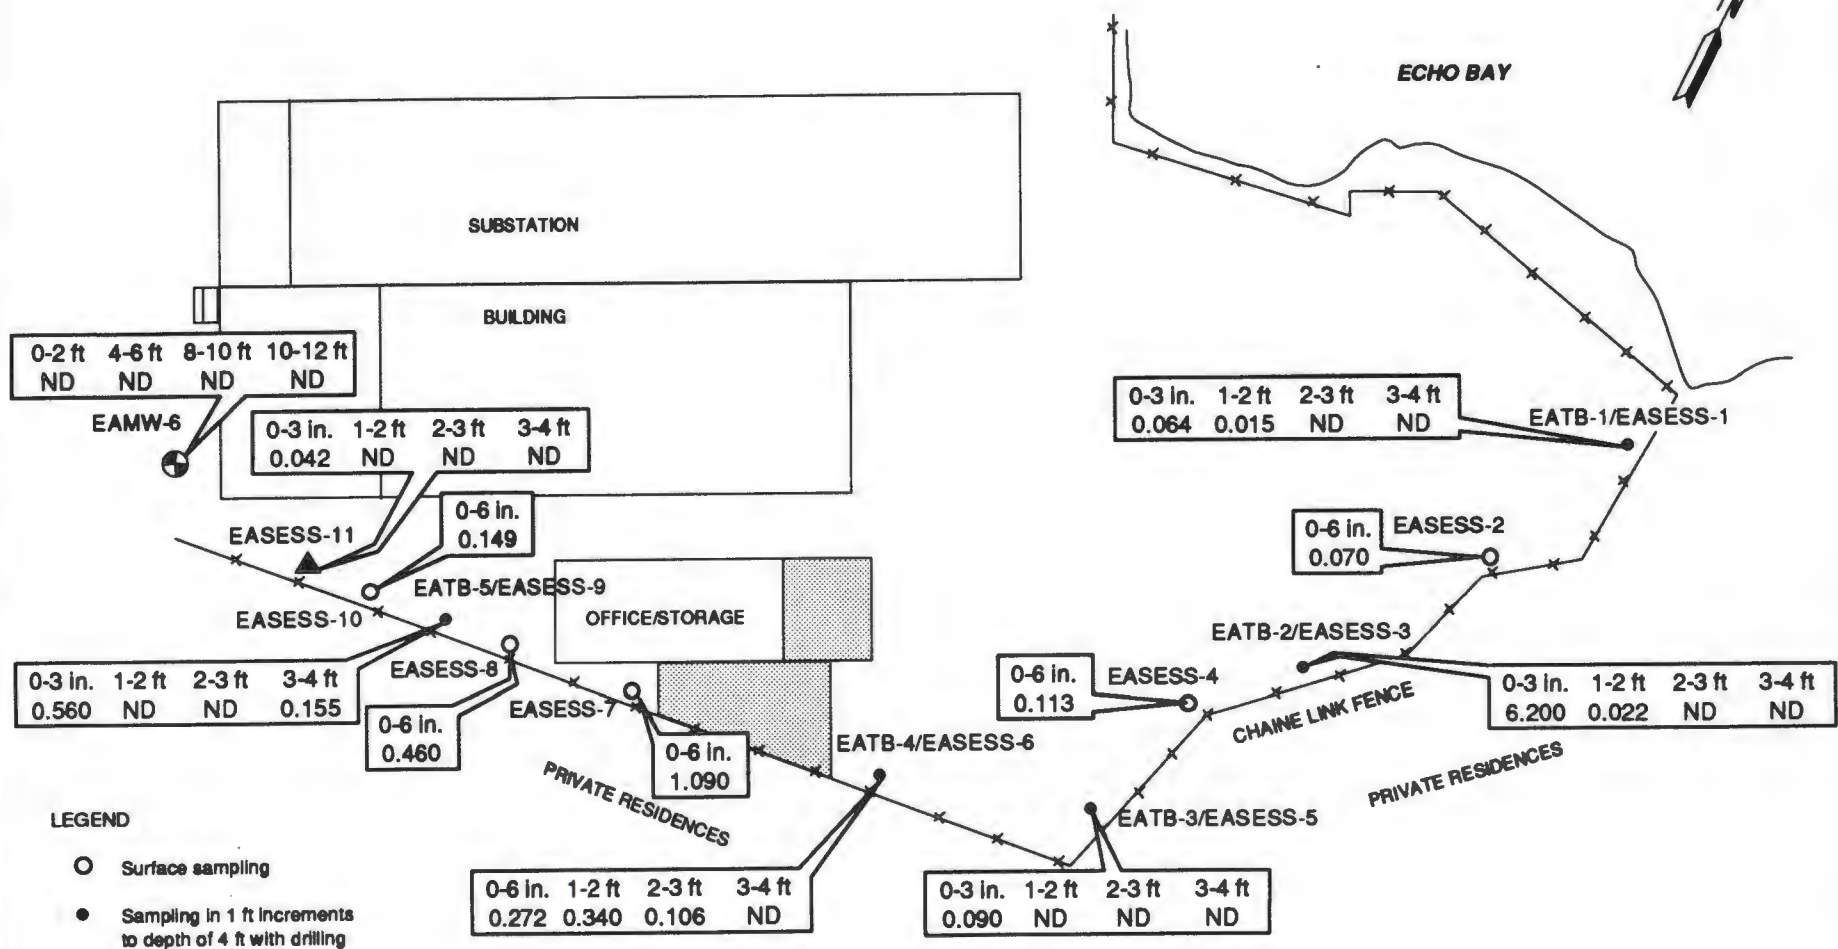 ECHO BAY
SUBSTATION
BUILDING
0-2 ft 4-6 ft 8-10 ft 10-12 ft
ND ND ND ND
EAMW-6
0-3 in. 1-2 ft 2-3 ft 3-4 ft
0.042 ND ND ND
0-3 in. 1-2 ft 2-3 ft 3-4 ft
0.064 0.015 ND ND
EATB-1/EASESS-1
EASESS-11
0-6 in.
0.149
0-6 in.
0.070
EASESS-2
EATB-5/EASESS-9
EASESS-10
OFFICE/STORAGE
EATB-2/EASESS-3
EASESS-8
0-3 in. 1-2 ft 2-3 ft 3-4 ft
0.560 ND ND 0.155
0-6 in.
0.113
EASESS-4
0-3 in. 1-2 ft 2-3 ft 3-4 ft
6.200 0.022 ND ND
EASESS-7
0-6 in.
0.460
0-6 in.
1.090
CHAINE LINK FENCE
EATB-4/EASESS-6
PRIVATE RESIDENCES
PRIVATE RESIDENCES
EATB-3/EASESS-5
LEGEND
Surface sampling
Sampling in 1 ft increments
to depth of 4 ft with drilling
0-6 in. 1-2 ft 2-3 ft 3-4 ft
0.272 0.340 0.106 ND
0-3 in. 1-2 ft 2-3 ft 3-4 ft
0.090 ND ND ND